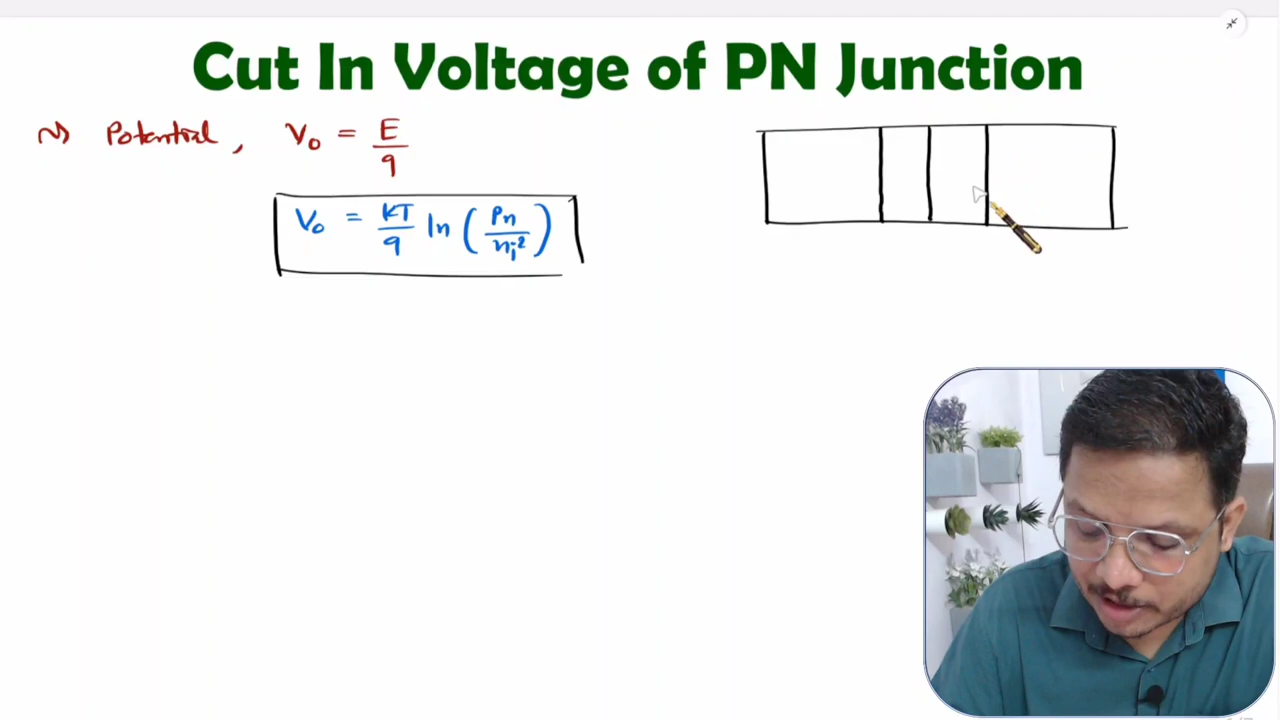 Cut In Voltage of PN Junction
~> Potential, V₀ = E/q
V₀ = KT/q ln (Pn/nᵢ²)